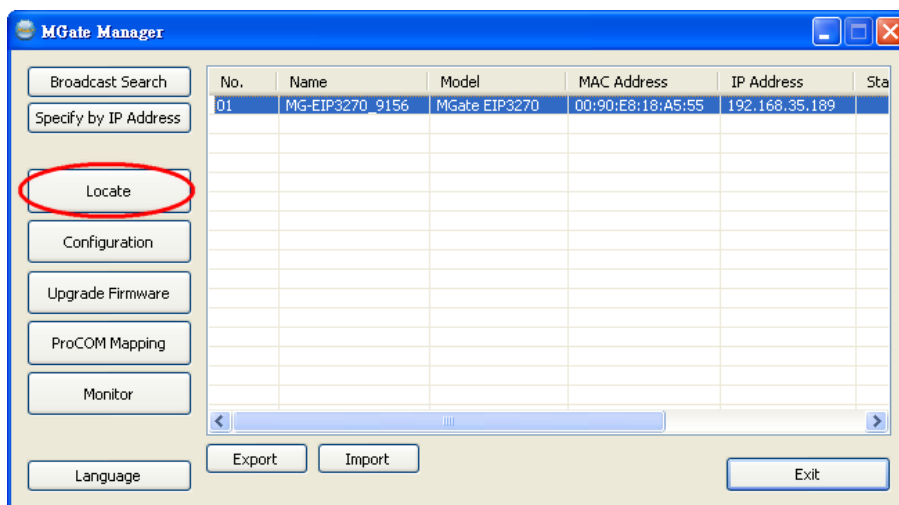 MGate Manager
Broadcast Search
Specify by IP Address
Locate
Configuration
Upgrade Firmware
ProCOM Mapping
Monitor
Language
No. Name Model MAC Address IP Address Sta
01 MG-EIP3270_9156 MGate EIP3270 00:90:E8:18:A5:55 192.168.35.189
Export Import
Exit